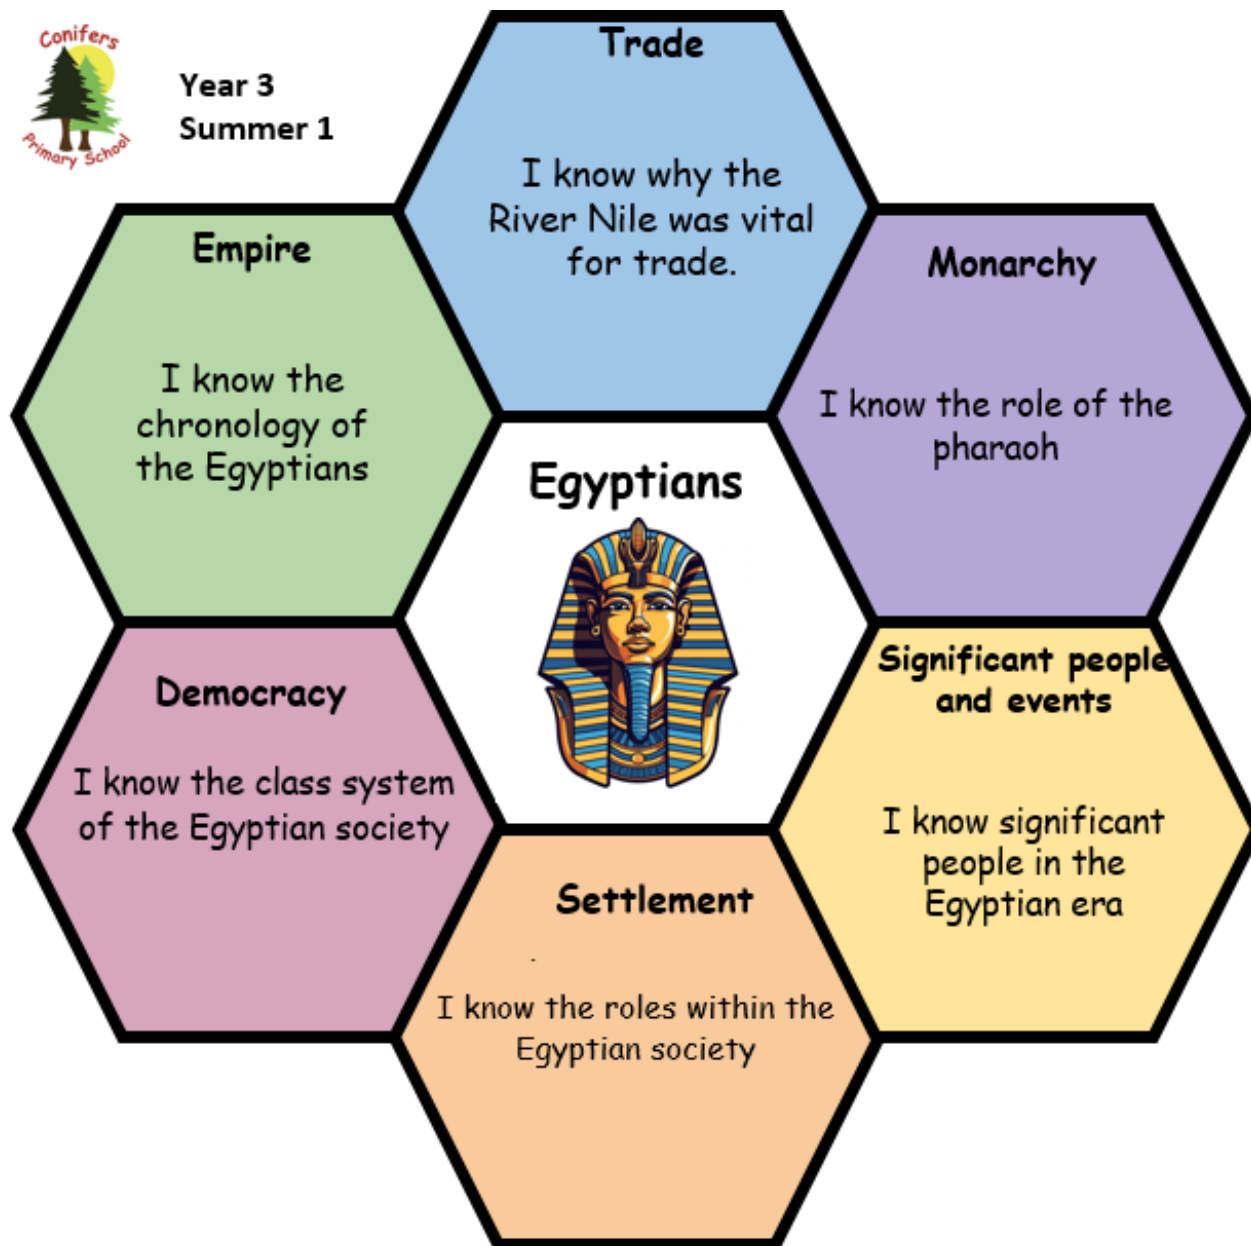 Conifers
Primary School
Year 3
Summer 1
Trade
I know why the
River Nile was vital
for trade.
Empire
I know the
chronology of
the Egyptians
Monarchy
I know the role of the
pharaoh
Egyptians
Democracy
I know the class system
of the Egyptian society
Significant people
and events
I know significant
people in the
Egyptian era
Settlement
.
I know the roles within the
Egyptian society